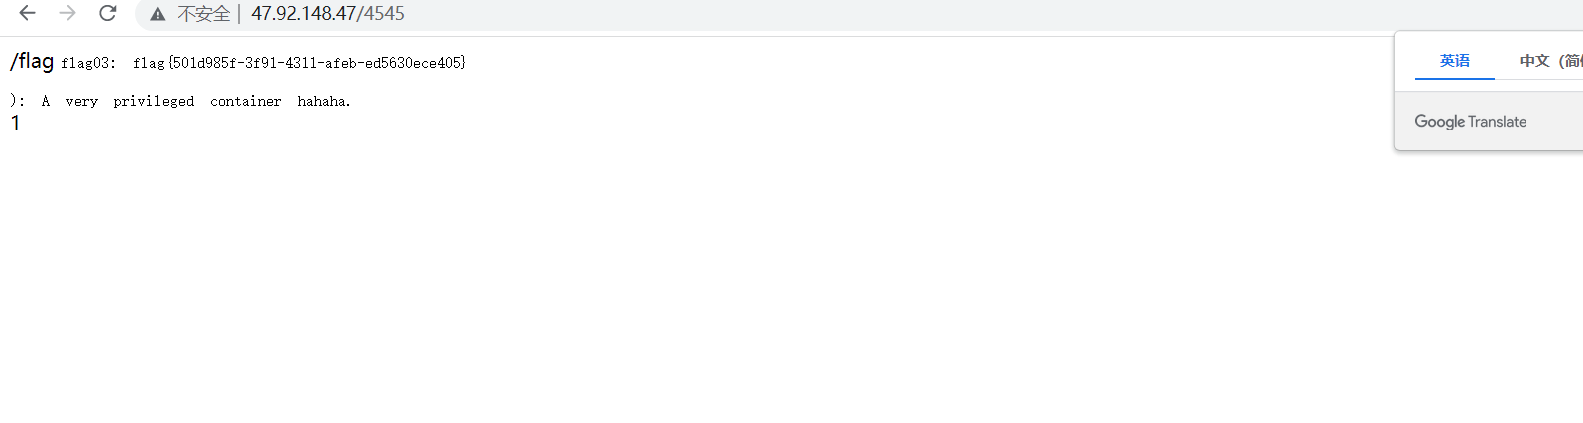 不安全 | 47.92.148.47/4545
/flag flag03: flag{501d985f-3f91-4311-afeb-ed5630ece405}
): A very privileged container hahaha.
1
英语 中文（简
Google Translate